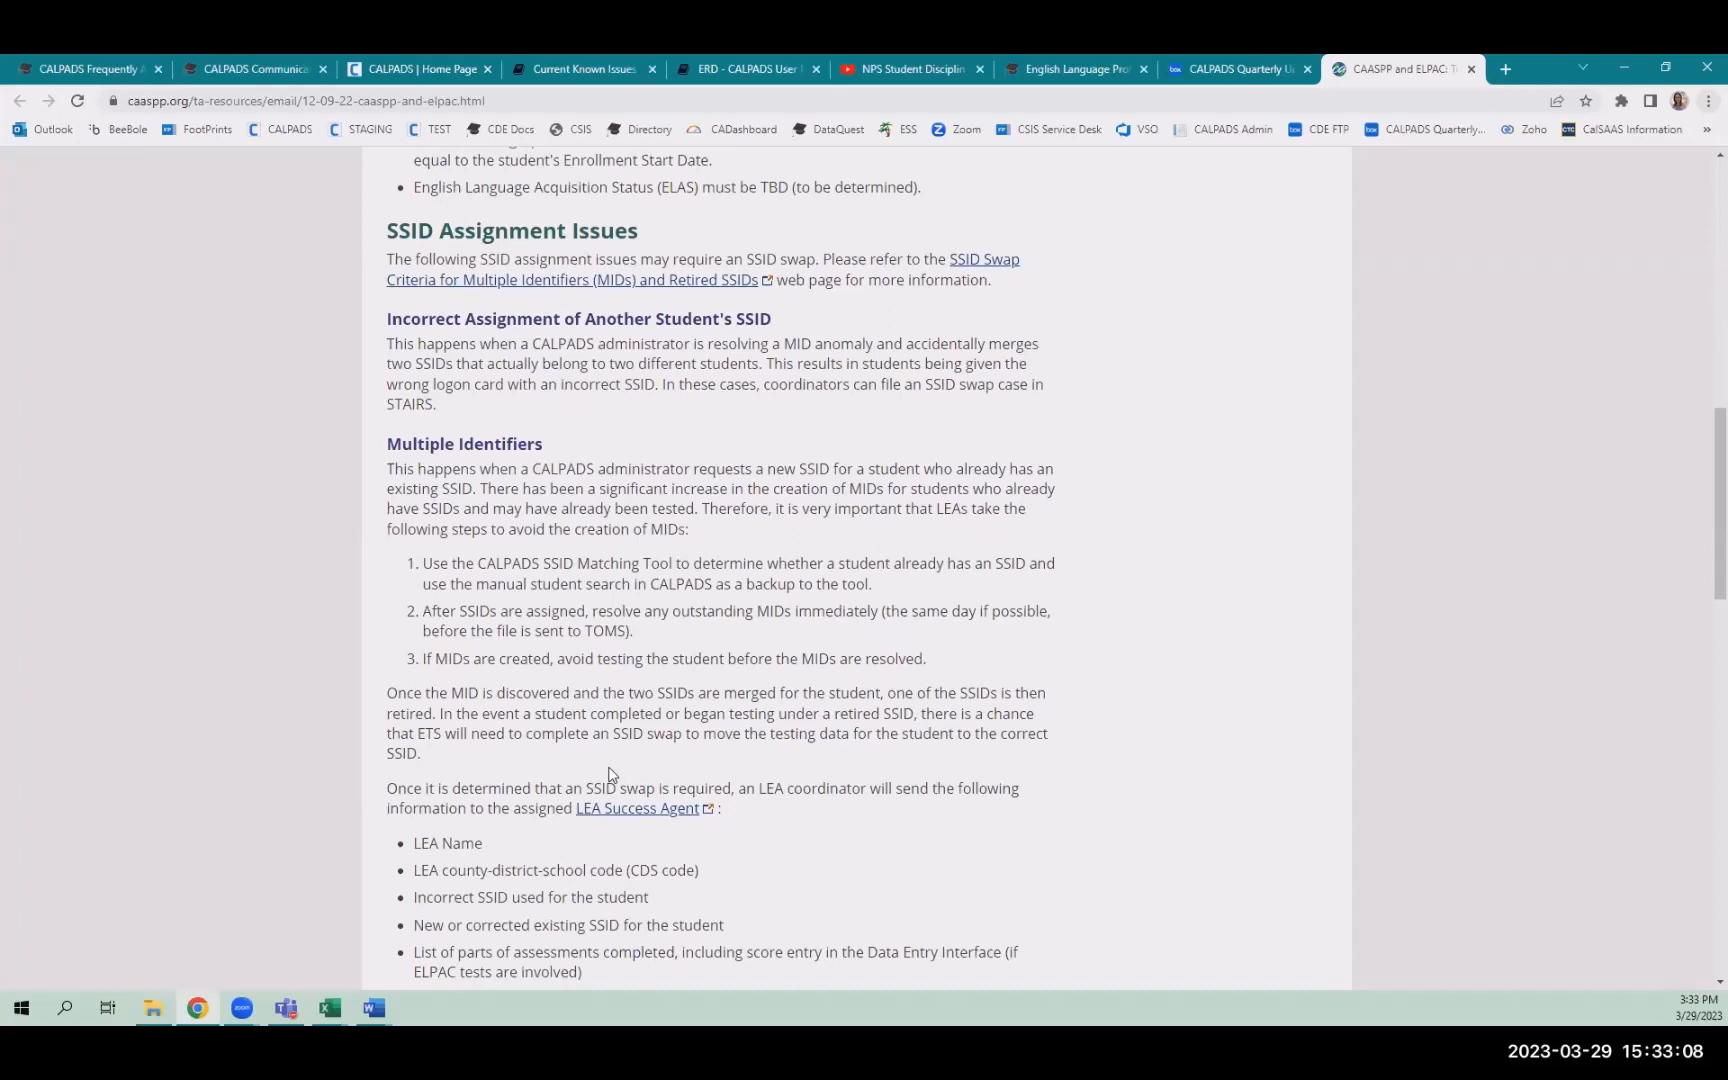 CALPADS Frequently A
CALPADS Communica
CALPADS | Home Page
Current Known Issues
ERD - CALPADS User
NPS Student Disciplin
English Language Pro
CALPADS Quarterly U
CAASPP and ELPAC: T
caaspp.org/ta-resources/email/12-09-22-caaspp-and-elpac.html
Outlook BeeBole FootPrints CALPADS STAGING TEST CDE Docs CSIS Directory CADashboard DataQuest ESS Zoom CSIS Service Desk VSO CALPADS Admin CDE FTP CALPADS Quarterly... Zoho CalSAAS Information »
equal to the student's Enrollment Start Date.
• English Language Acquisition Status (ELAS) must be TBD (to be determined).
SSID Assignment Issues
The following SSID assignment issues may require an SSID swap. Please refer to the SSID Swap
Criteria for Multiple Identifiers (MIDs) and Retired SSIDs web page for more information.
Incorrect Assignment of Another Student's SSID
This happens when a CALPADS administrator is resolving a MID anomaly and accidentally merges
two SSIDs that actually belong to two different students. This results in students being given the
wrong logon card with an incorrect SSID. In these cases, coordinators can file an SSID swap case in
STAIRS.
Multiple Identifiers
This happens when a CALPADS administrator requests a new SSID for a student who already has an
existing SSID. There has been a significant increase in the creation of MIDs for students who already
have SSIDs and may have already been tested. Therefore, it is very important that LEAs take the
following steps to avoid the creation of MIDs:
1. Use the CALPADS SSID Matching Tool to determine whether a student already has an SSID and
use the manual student search in CALPADS as a backup to the tool.
2. After SSIDs are assigned, resolve any outstanding MIDs immediately (the same day if possible,
before the file is sent to TOMS).
3. If MIDs are created, avoid testing the student before the MIDs are resolved.
Once the MID is discovered and the two SSIDs are merged for the student, one of the SSIDs is then
retired. In the event a student completed or began testing under a retired SSID, there is a chance
that ETS will need to complete an SSID swap to move the testing data for the student to the correct
SSID.
Once it is determined that an SSID swap is required, an LEA coordinator will send the following
information to the assigned LEA Success Agent :
• LEA Name
• LEA county-district-school code (CDS code)
• Incorrect SSID used for the student
• New or corrected existing SSID for the student
• List of parts of assessments completed, including score entry in the Data Entry Interface (if
ELPAC tests are involved)
3:33 PM
3/29/2023
2023-03-29 15:33:08